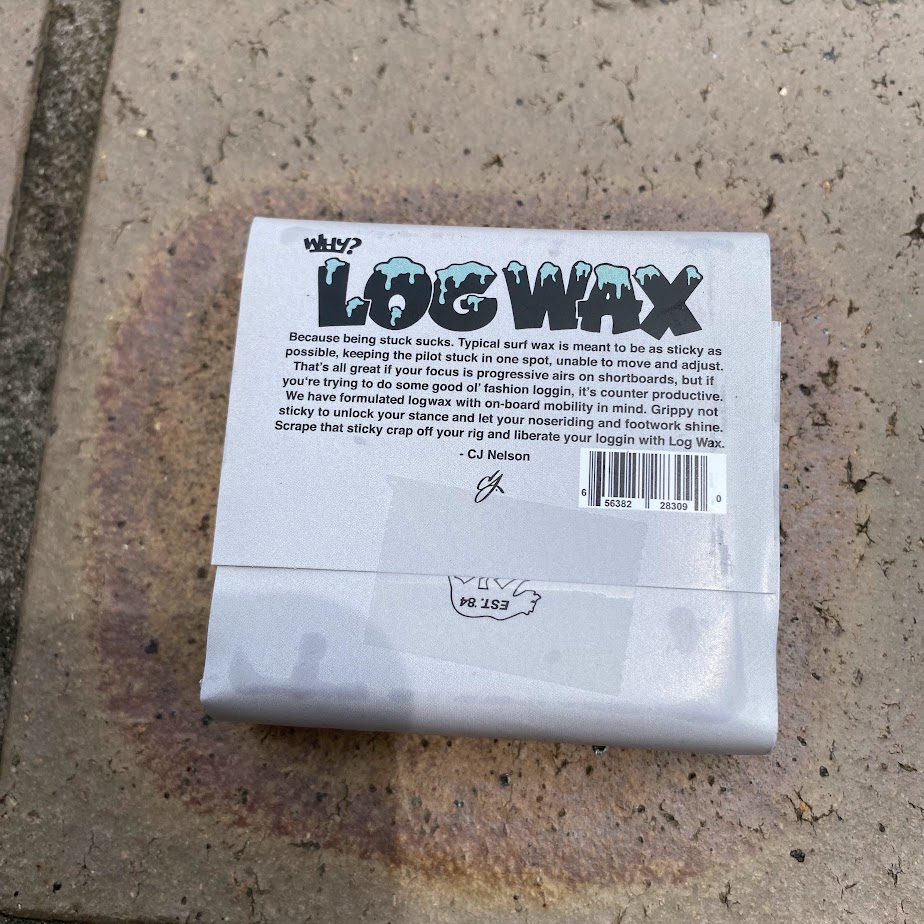 WHY?
LOG WAX
Because being stuck sucks. Typical surf wax is meant to be as sticky as
possible, keeping the pilot stuck in one spot, unable to move and adjust.
That's all great if your focus is progressive airs on shortboards, but if
you're trying to do some good ol' fashion loggin, it's counter productive.
We have formulated logwax with on-board mobility in mind. Grippy not
sticky to unlock your stance and let your noseriding and footwork shine.
Scrape that sticky crap off your rig and liberate your loggin with Log Wax.
- CJ Nelson
CJ
6 56382 28309 0
EST. '84